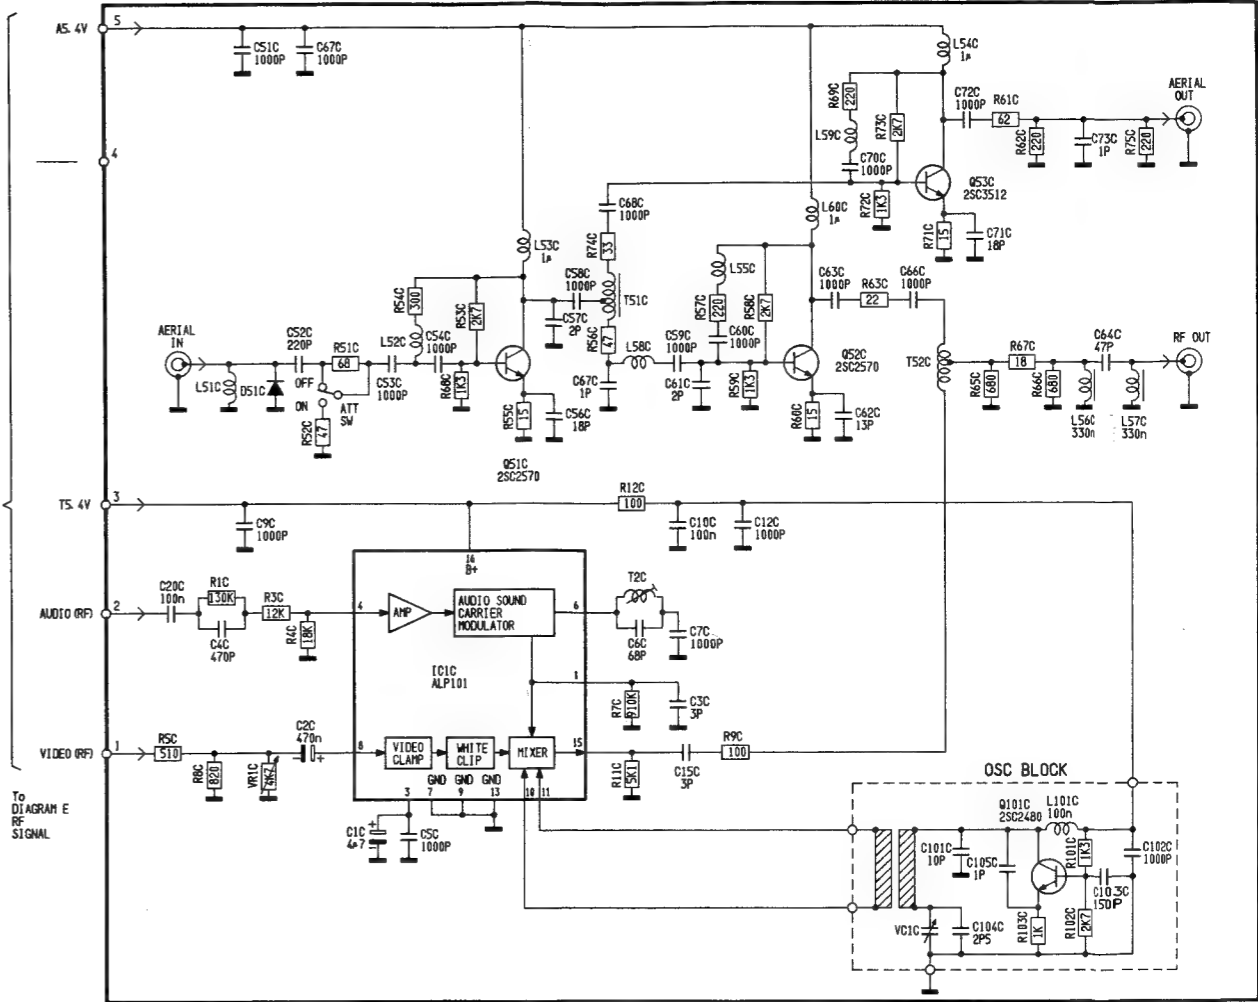 A5.4V
5
C51C
1000P
C67C
1000P
L54C
1µ
AERIAL
OUT
R69C
220
C72C
1000P
R61C
62
L59C
R73C
2K7
R62C
220
C73C
1P
R75C
220
4
C70C
1000P
Q53C
2SC3512
C68C
1000P
L60C
1µ
R72C
1K3
R71C
15
C71C
18P
L53C
1µ
R74C
33
L55C
C58C
1000P
T51C
C63C
1000P
R63C
22
C66C
1000P
R54C
300
R53C
2K7
C57C
2P
R57C
220
R58C
2K7
AERIAL
IN
C52C
220P
R51C
68
L52C
C54C
1000P
R56C
47
L58C
C59C
1000P
C60C
1000P
Q52C
2SC2570
C64C
47P
RF OUT
T52C
R67C
18
L51C
D51C
OFF
ON
ATT
SW
C53C
1000P
R68C
1K3
C67C
1P
C61C
2P
R59C
1K3
R65C
680
R66C
680
R52C
47
R55C
15
C56C
18P
R60C
15
C62C
13P
L56C
330n
L57C
330n
Q51C
2SC2570
T5.4V
3
R12C
100
C9C
1000P
C10C
100n
C12C
1000P
16
B+
C20C
100n
R1C
130K
R3C
12K
T2C
AUDIO(RF)
2
4
AMP
AUDIO SOUND
CARRIER
MODULATOR
6
C4C
470P
R4C
18K
C6C
68P
C7C
1000P
IC1C
ALP101
1
R7C
910K
C3C
3P
VIDEO(RF)
1
R5C
510
C2C
470n
+
8
VIDEO
CLAMP
WHITE
CLIP
MIXER
15
R9C
100
R8C
820
VR1C
4K7
R11C
5K1
C15C
3P
GND GND GND
3
7
9
13
10
11
OSC BLOCK
To
DIAGRAM E
RF
SIGNAL
C1C
4µ7
+
C5C
1000P
Q101C
2SC2480
L101C
100n
C101C
10P
C105C
1P
R101C
1K3
C102C
1000P
C103C
150P
VC1C
C104C
2P5
R103C
1K
R102C
2K7